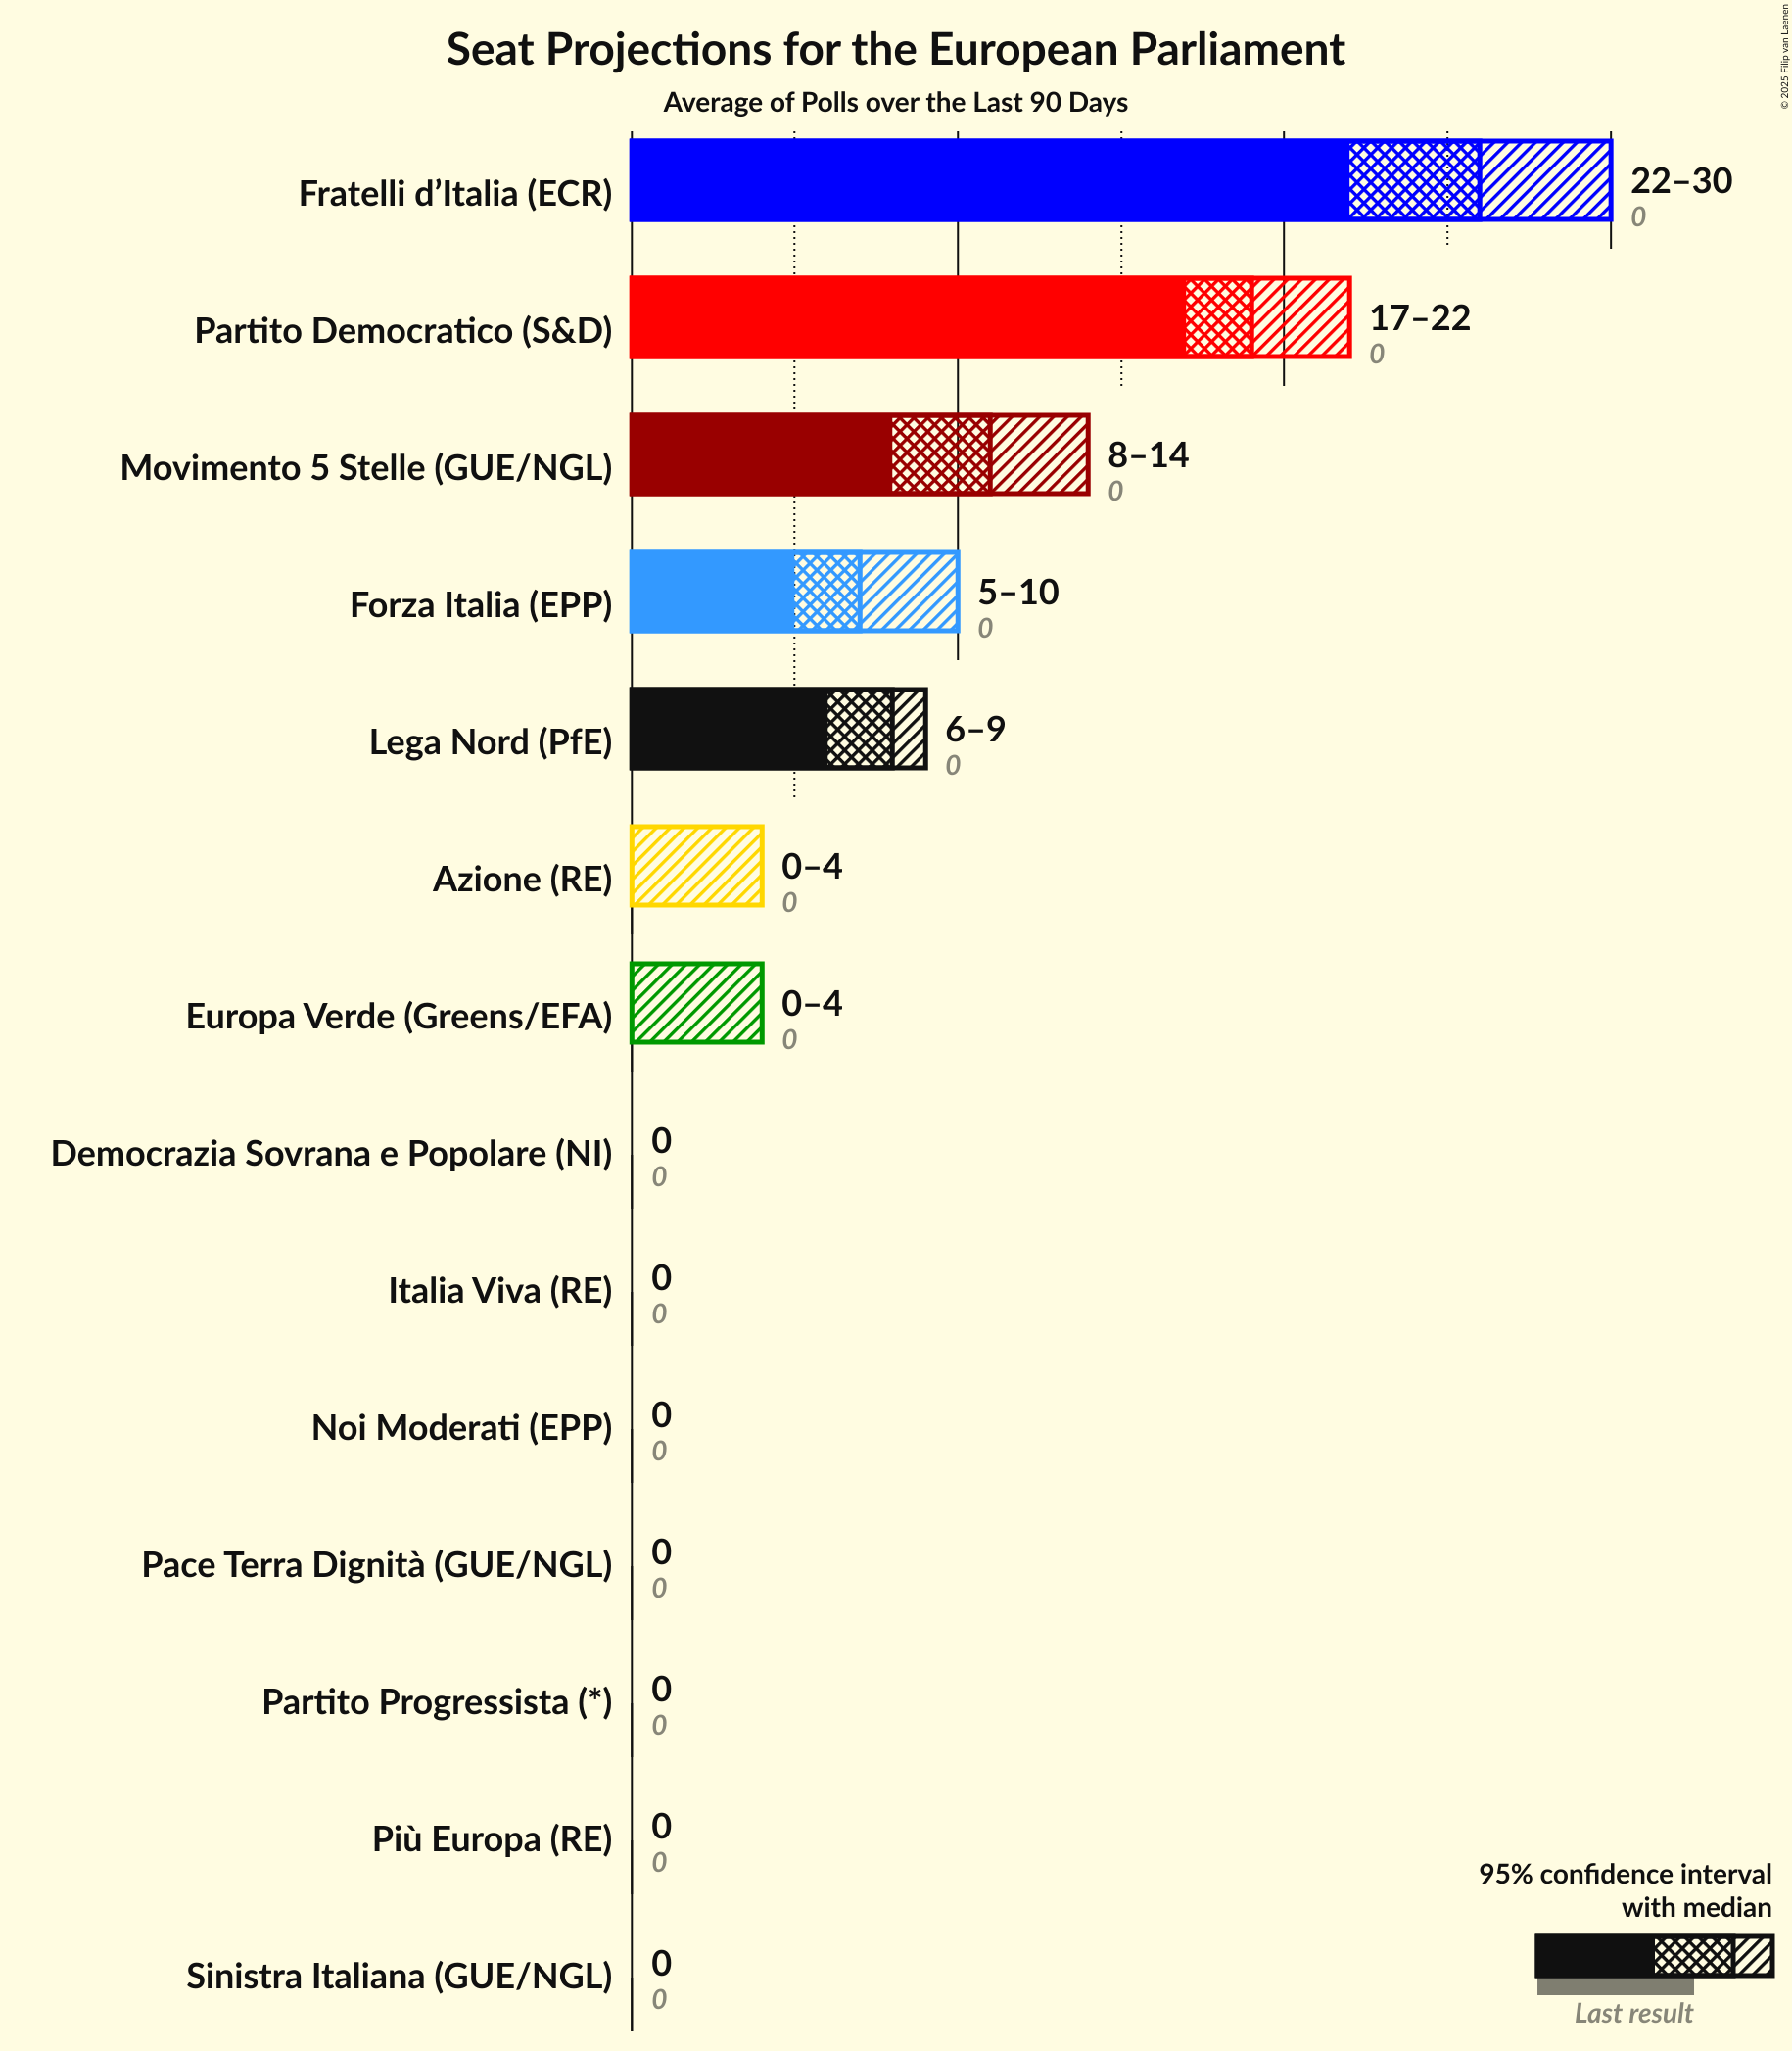 Seat Projections for the European Parliament
Average of Polls over the Last 90 Days
© 2025 Filip van Laenen
Fratelli d’Italia (ECR)
22–30
0
Partito Democratico (S&D)
17–22
0
Movimento 5 Stelle (GUE/NGL)
8–14
0
Forza Italia (EPP)
5–10
0
Lega Nord (PfE)
6–9
0
Azione (RE)
0–4
0
Europa Verde (Greens/EFA)
0–4
0
Democrazia Sovrana e Popolare (NI)
0
0
Italia Viva (RE)
0
0
Noi Moderati (EPP)
0
0
Pace Terra Dignità (GUE/NGL)
0
0
Partito Progressista (*)
0
0
Più Europa (RE)
0
0
Sinistra Italiana (GUE/NGL)
0
0
95% confidence interval
with median
Last result